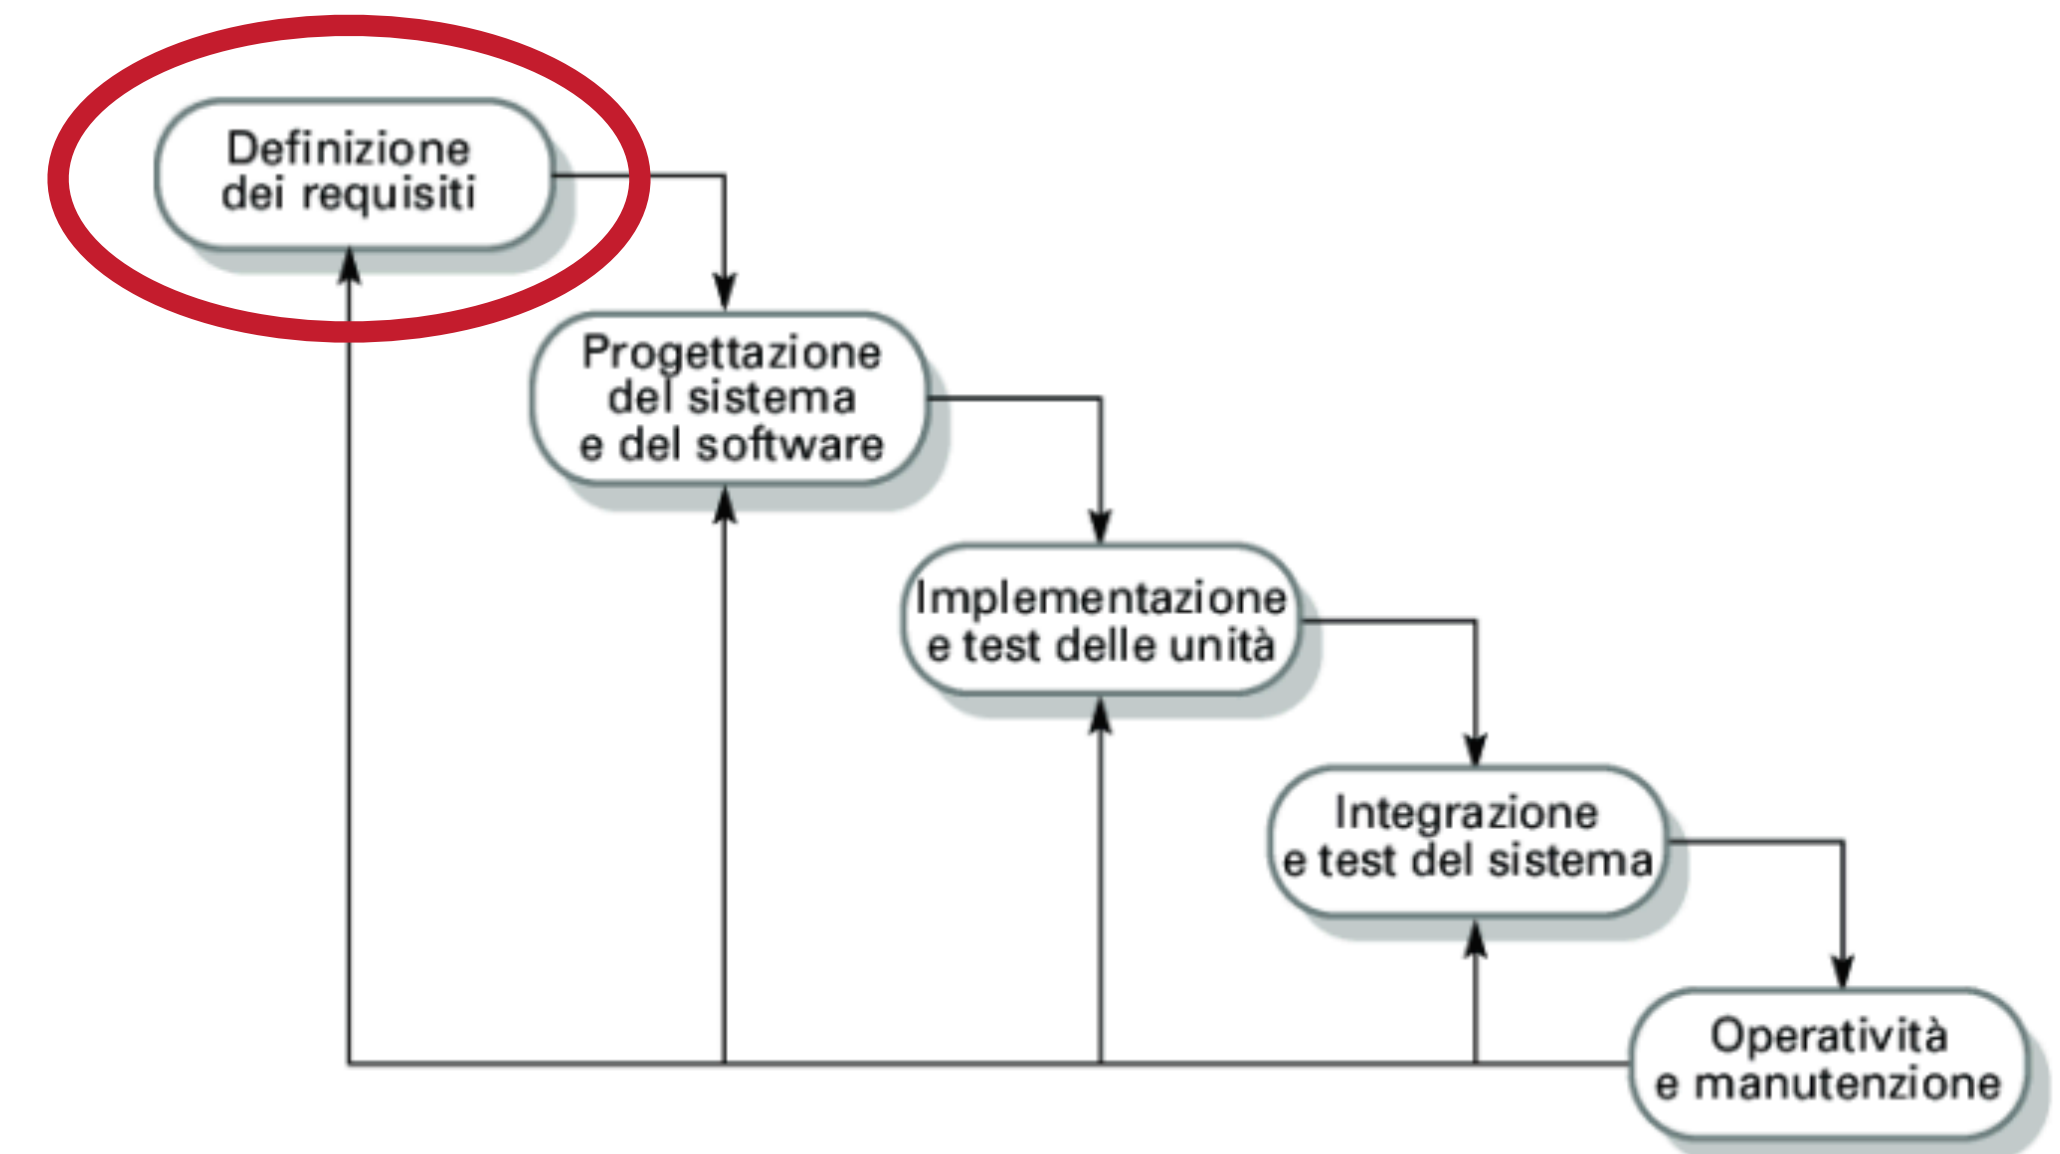 Definizione
dei requisiti
Progettazione
del sistema
e del software
Implementazione
e test delle unità
Integrazione
e test del sistema
Operatività
e manutenzione